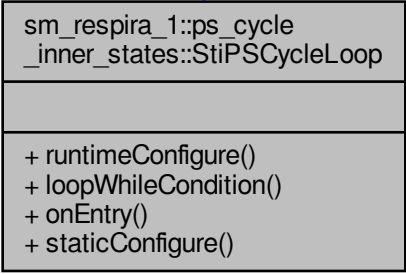 sm_respira_1::ps_cycle
_inner_states::StiPSCycleLoop
+ runtimeConfigure()
+ loopWhileCondition()
+ onEntry()
+ staticConfigure()